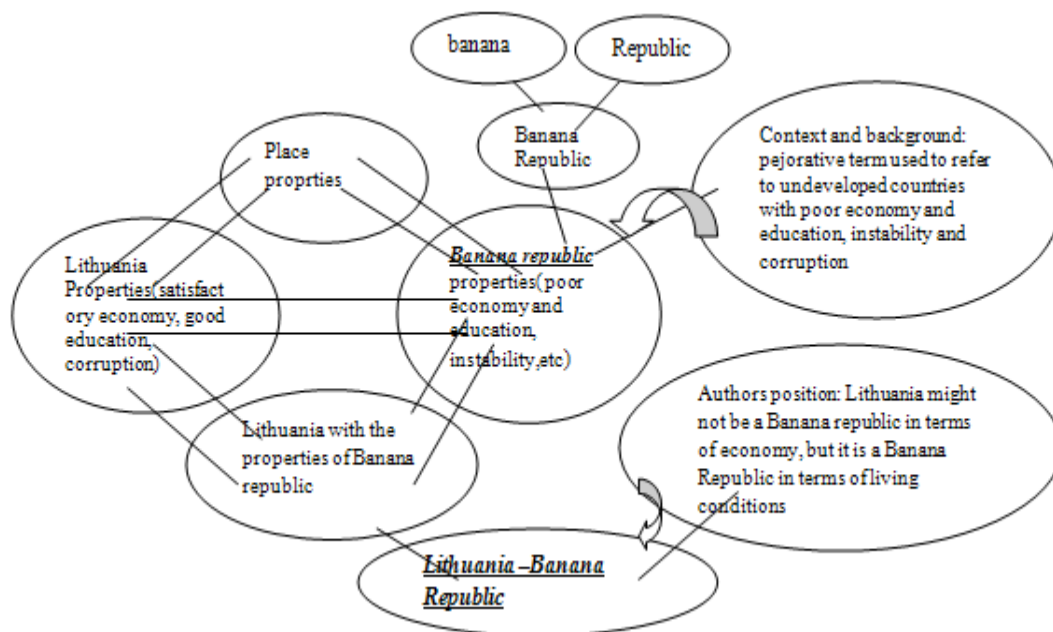 banana
Republic
Banana
Republic
Place
proprties
Context and background:
pejorative term used to refer
to undeveloped countries
with poor economy and
education, instability and
corruption
Lithuania
Properties(satisfact
ory economy, good
education,
corruption)
Banana republic
properties(poor
economy and
education,
instability,etc)
Lithuania with the
properties of Banana
republic
Authors position: Lithuania might
not be a Banana republic in terms
of economy, but it is a Banana
Republic in terms of living
conditions
Lithuania –Banana
Republic